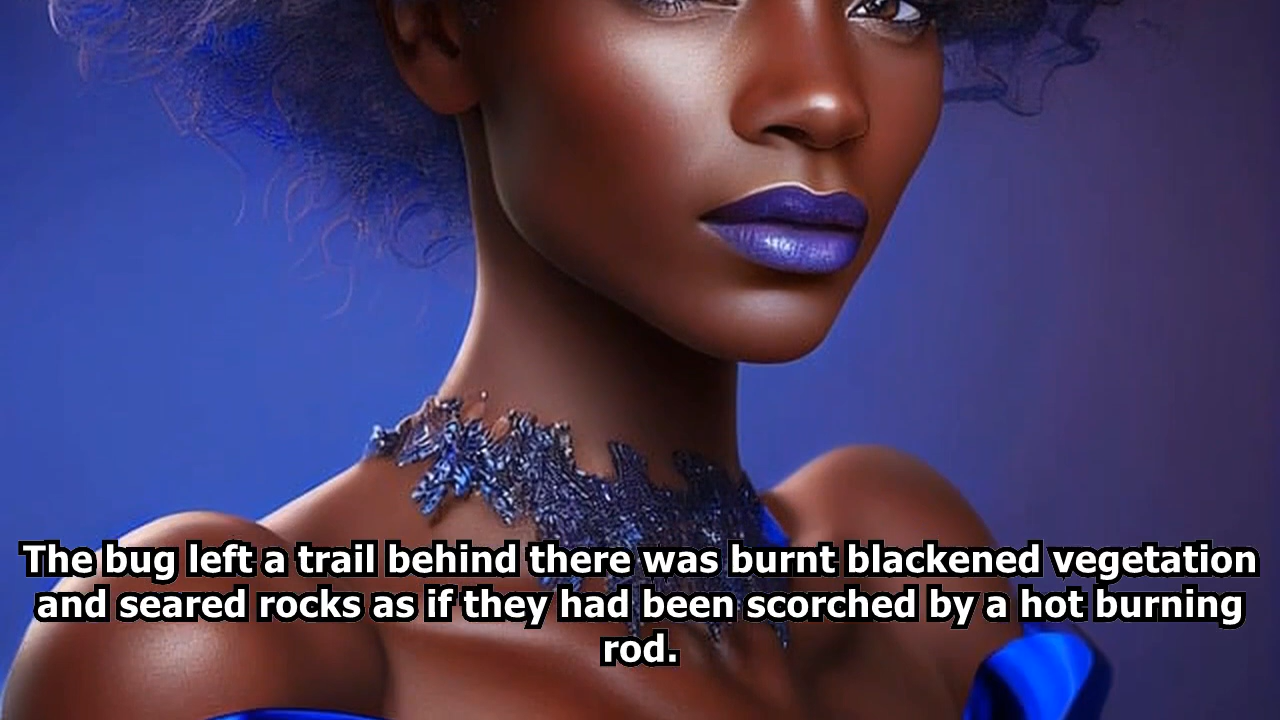 The bug left a trail behind there was burnt blackened vegetation
and seared rocks as if they had been scorched by a hot burning
rod.